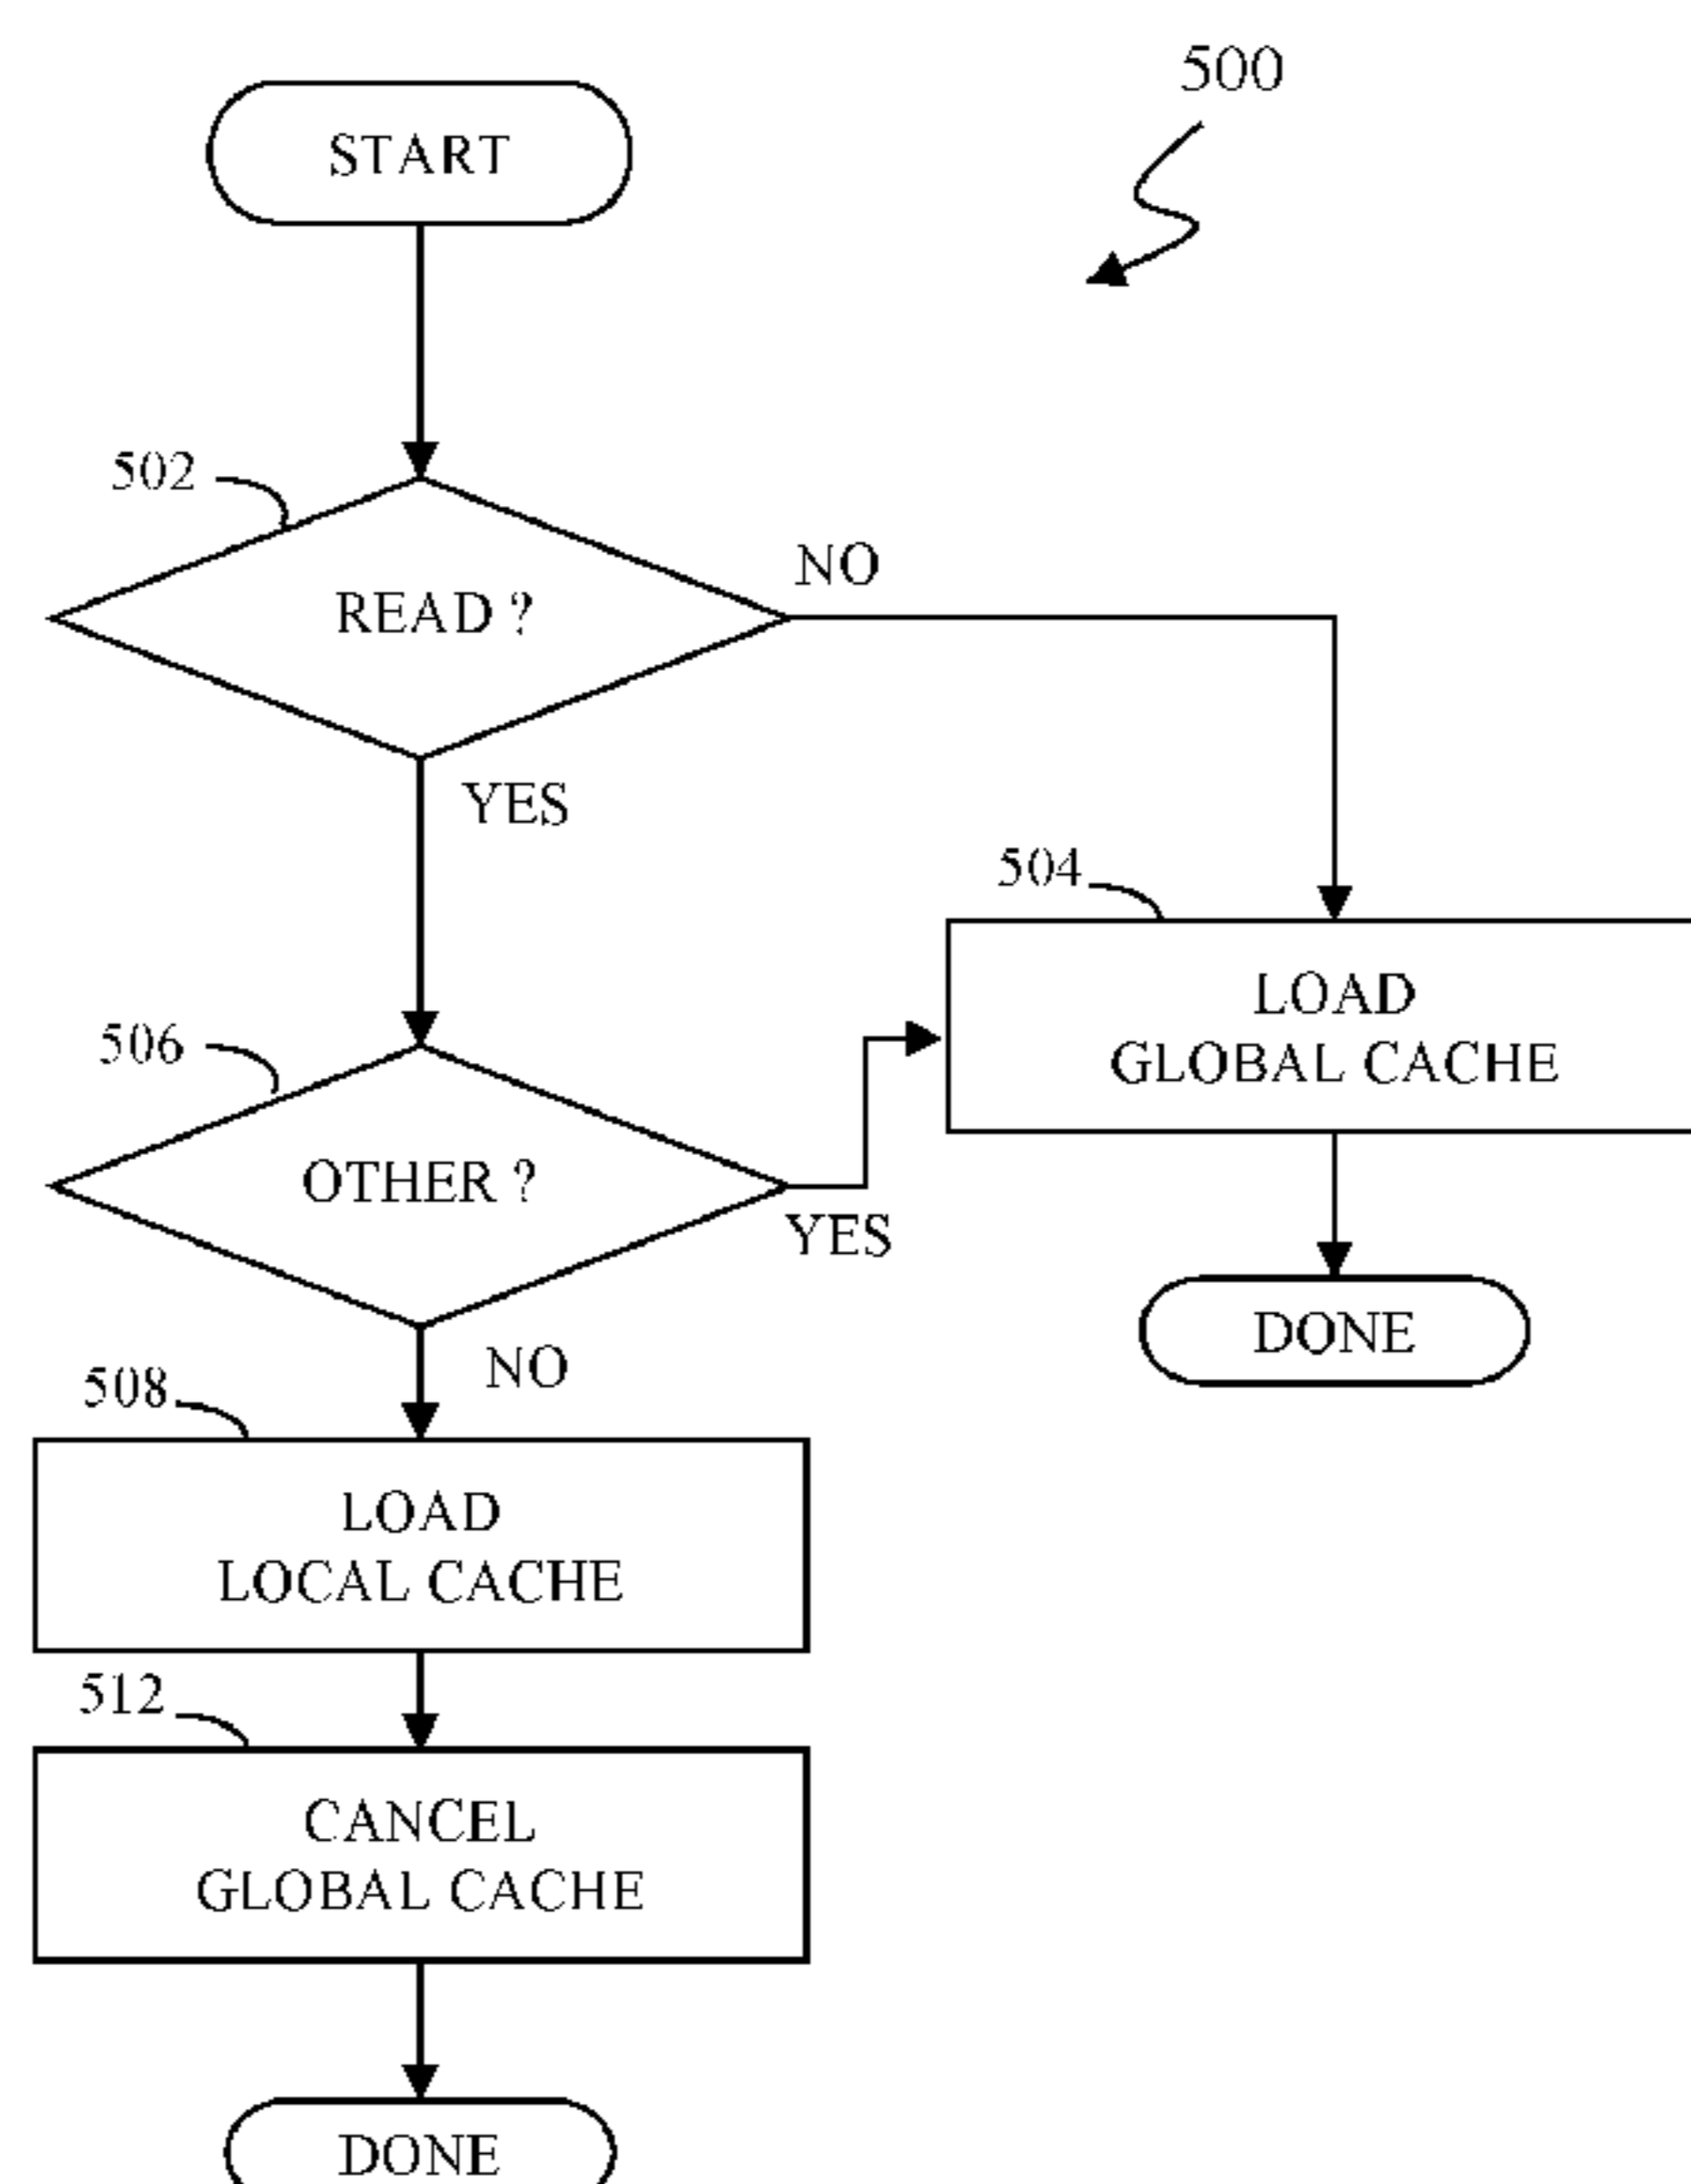 500
START
502
READ ?
NO
YES
504
LOAD
GLOBAL CACHE
506
OTHER ?
YES
DONE
NO
508
LOAD
LOCAL CACHE
512
CANCEL
GLOBAL CACHE
DONE